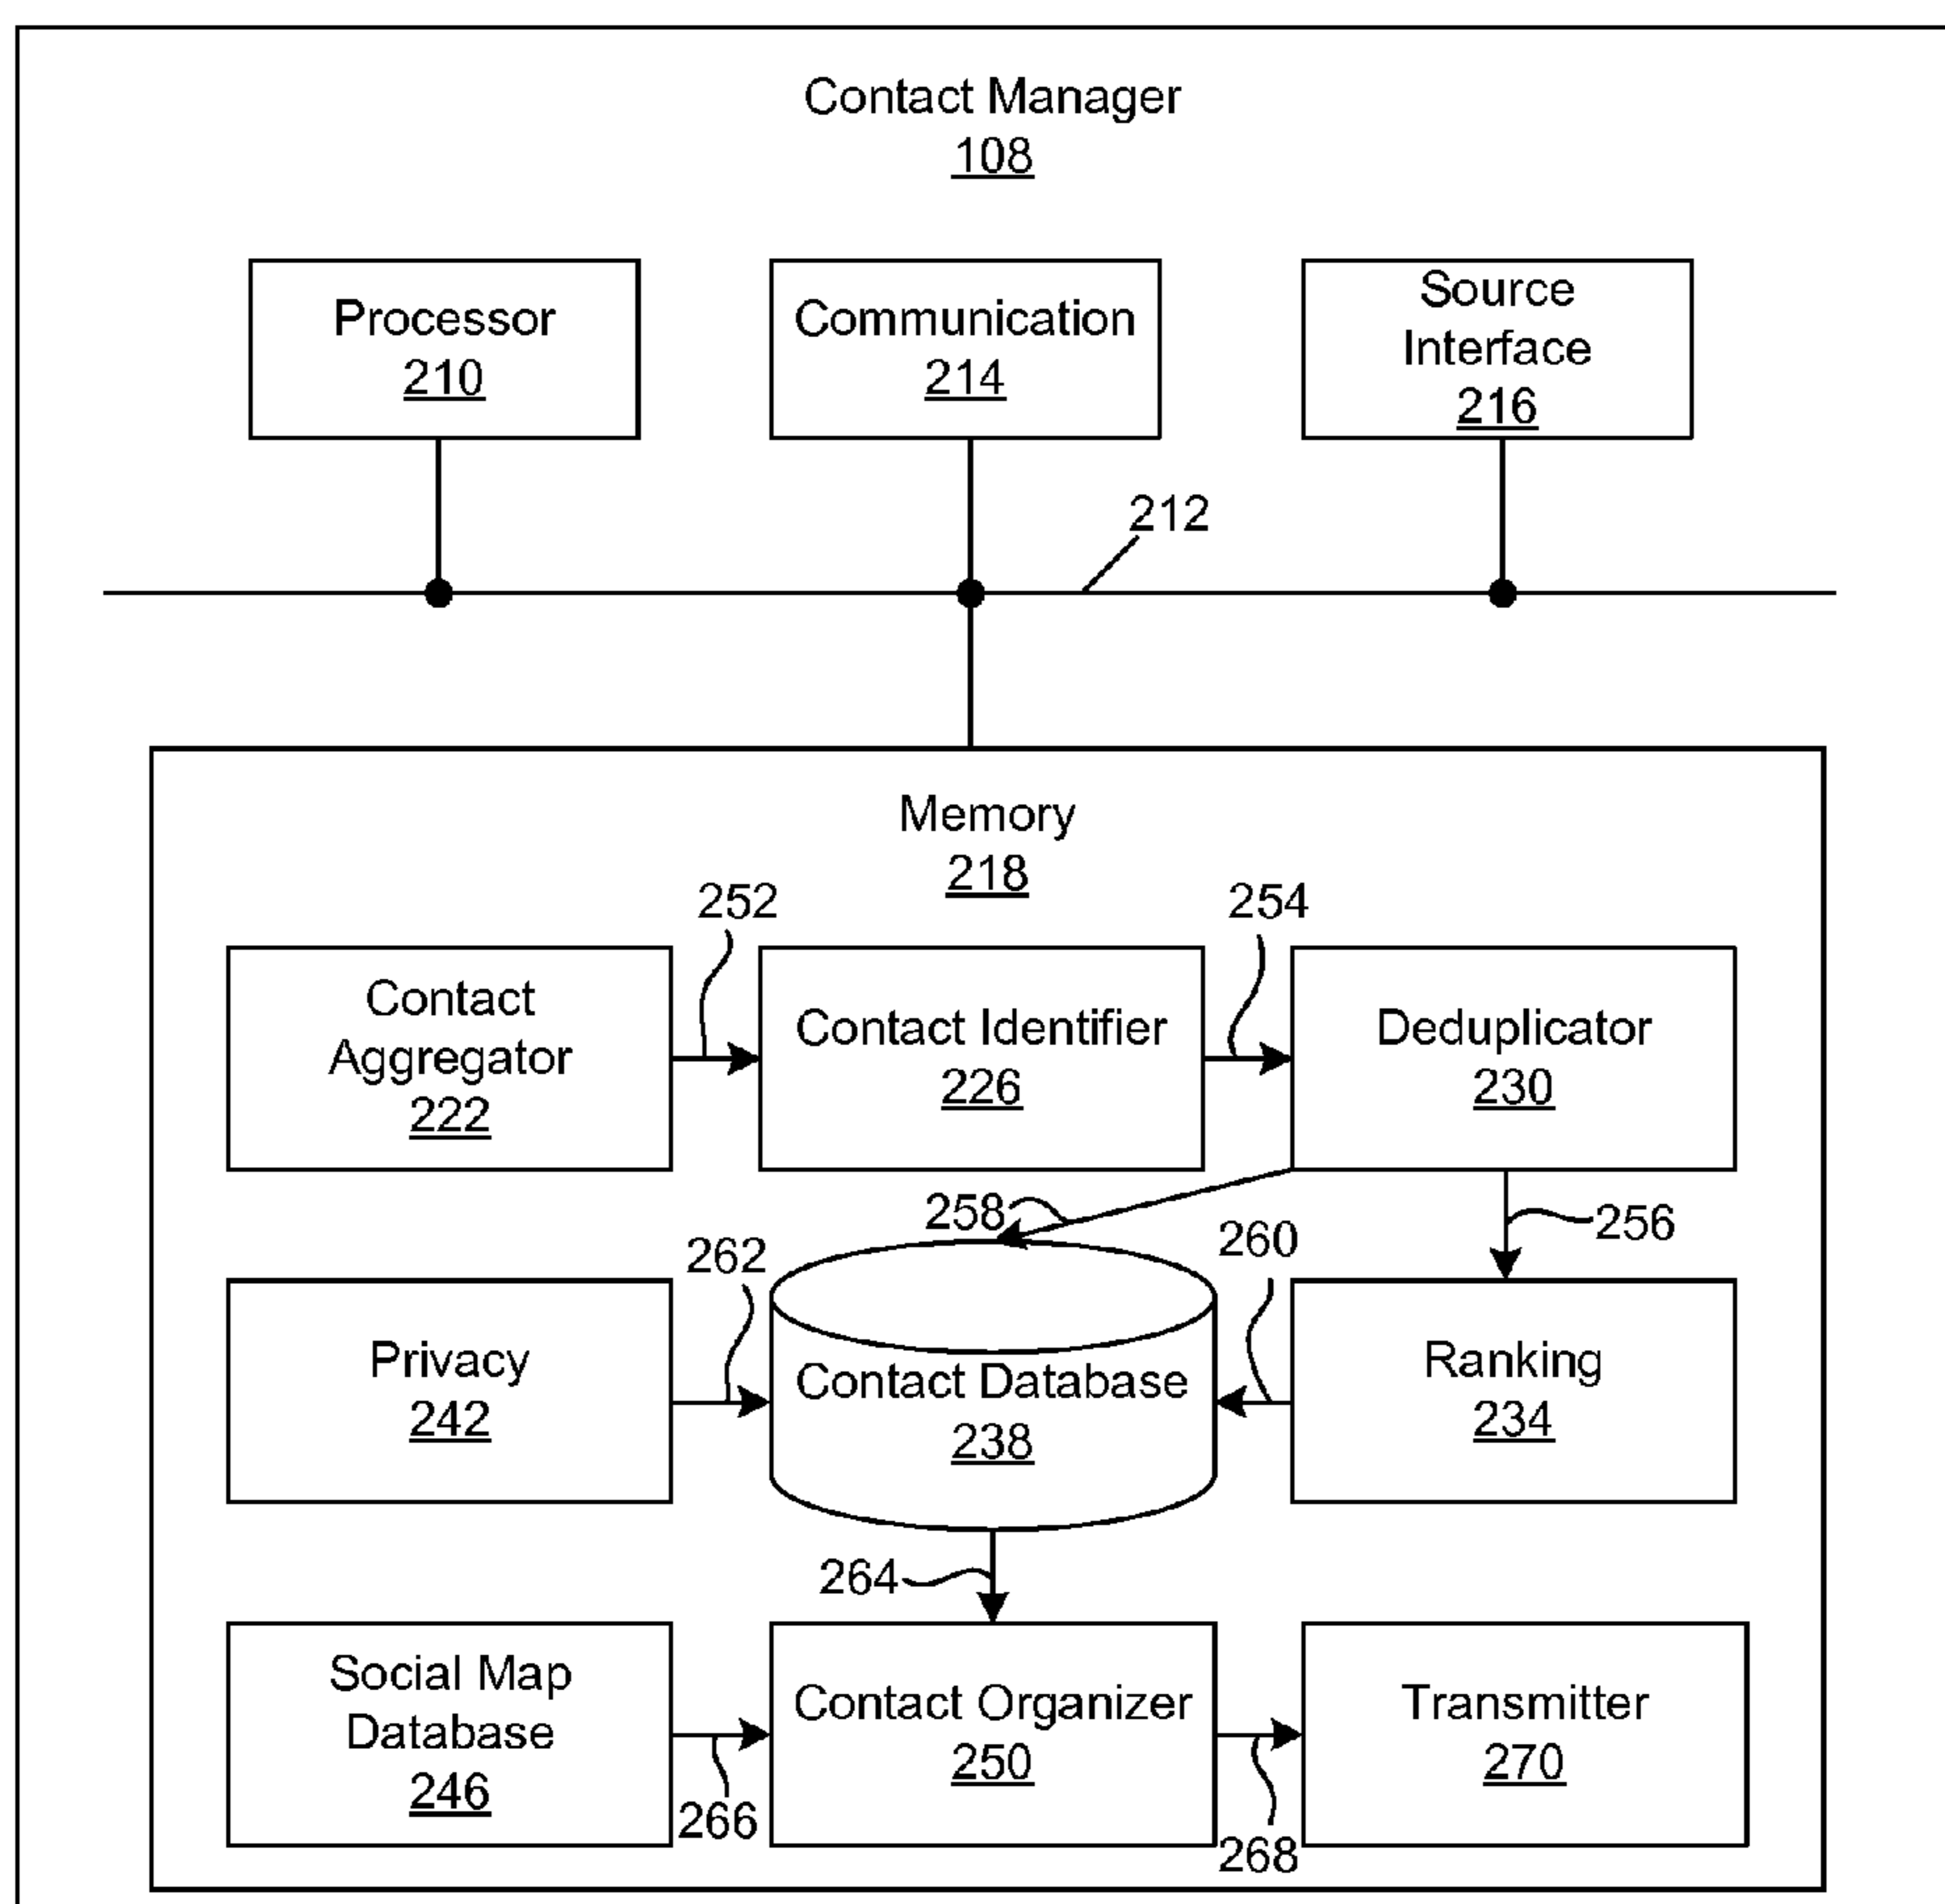 Contact Manager
108
Processor
210
Communication
214
Source
Interface
216
212
Memory
218
252
254
Contact
Aggregator
222
Contact Identifier
226
Deduplicator
230
258
256
262
260
Privacy
242
Contact Database
238
Ranking
234
264
Social Map
Database
246
Contact Organizer
250
Transmitter
270
266
268